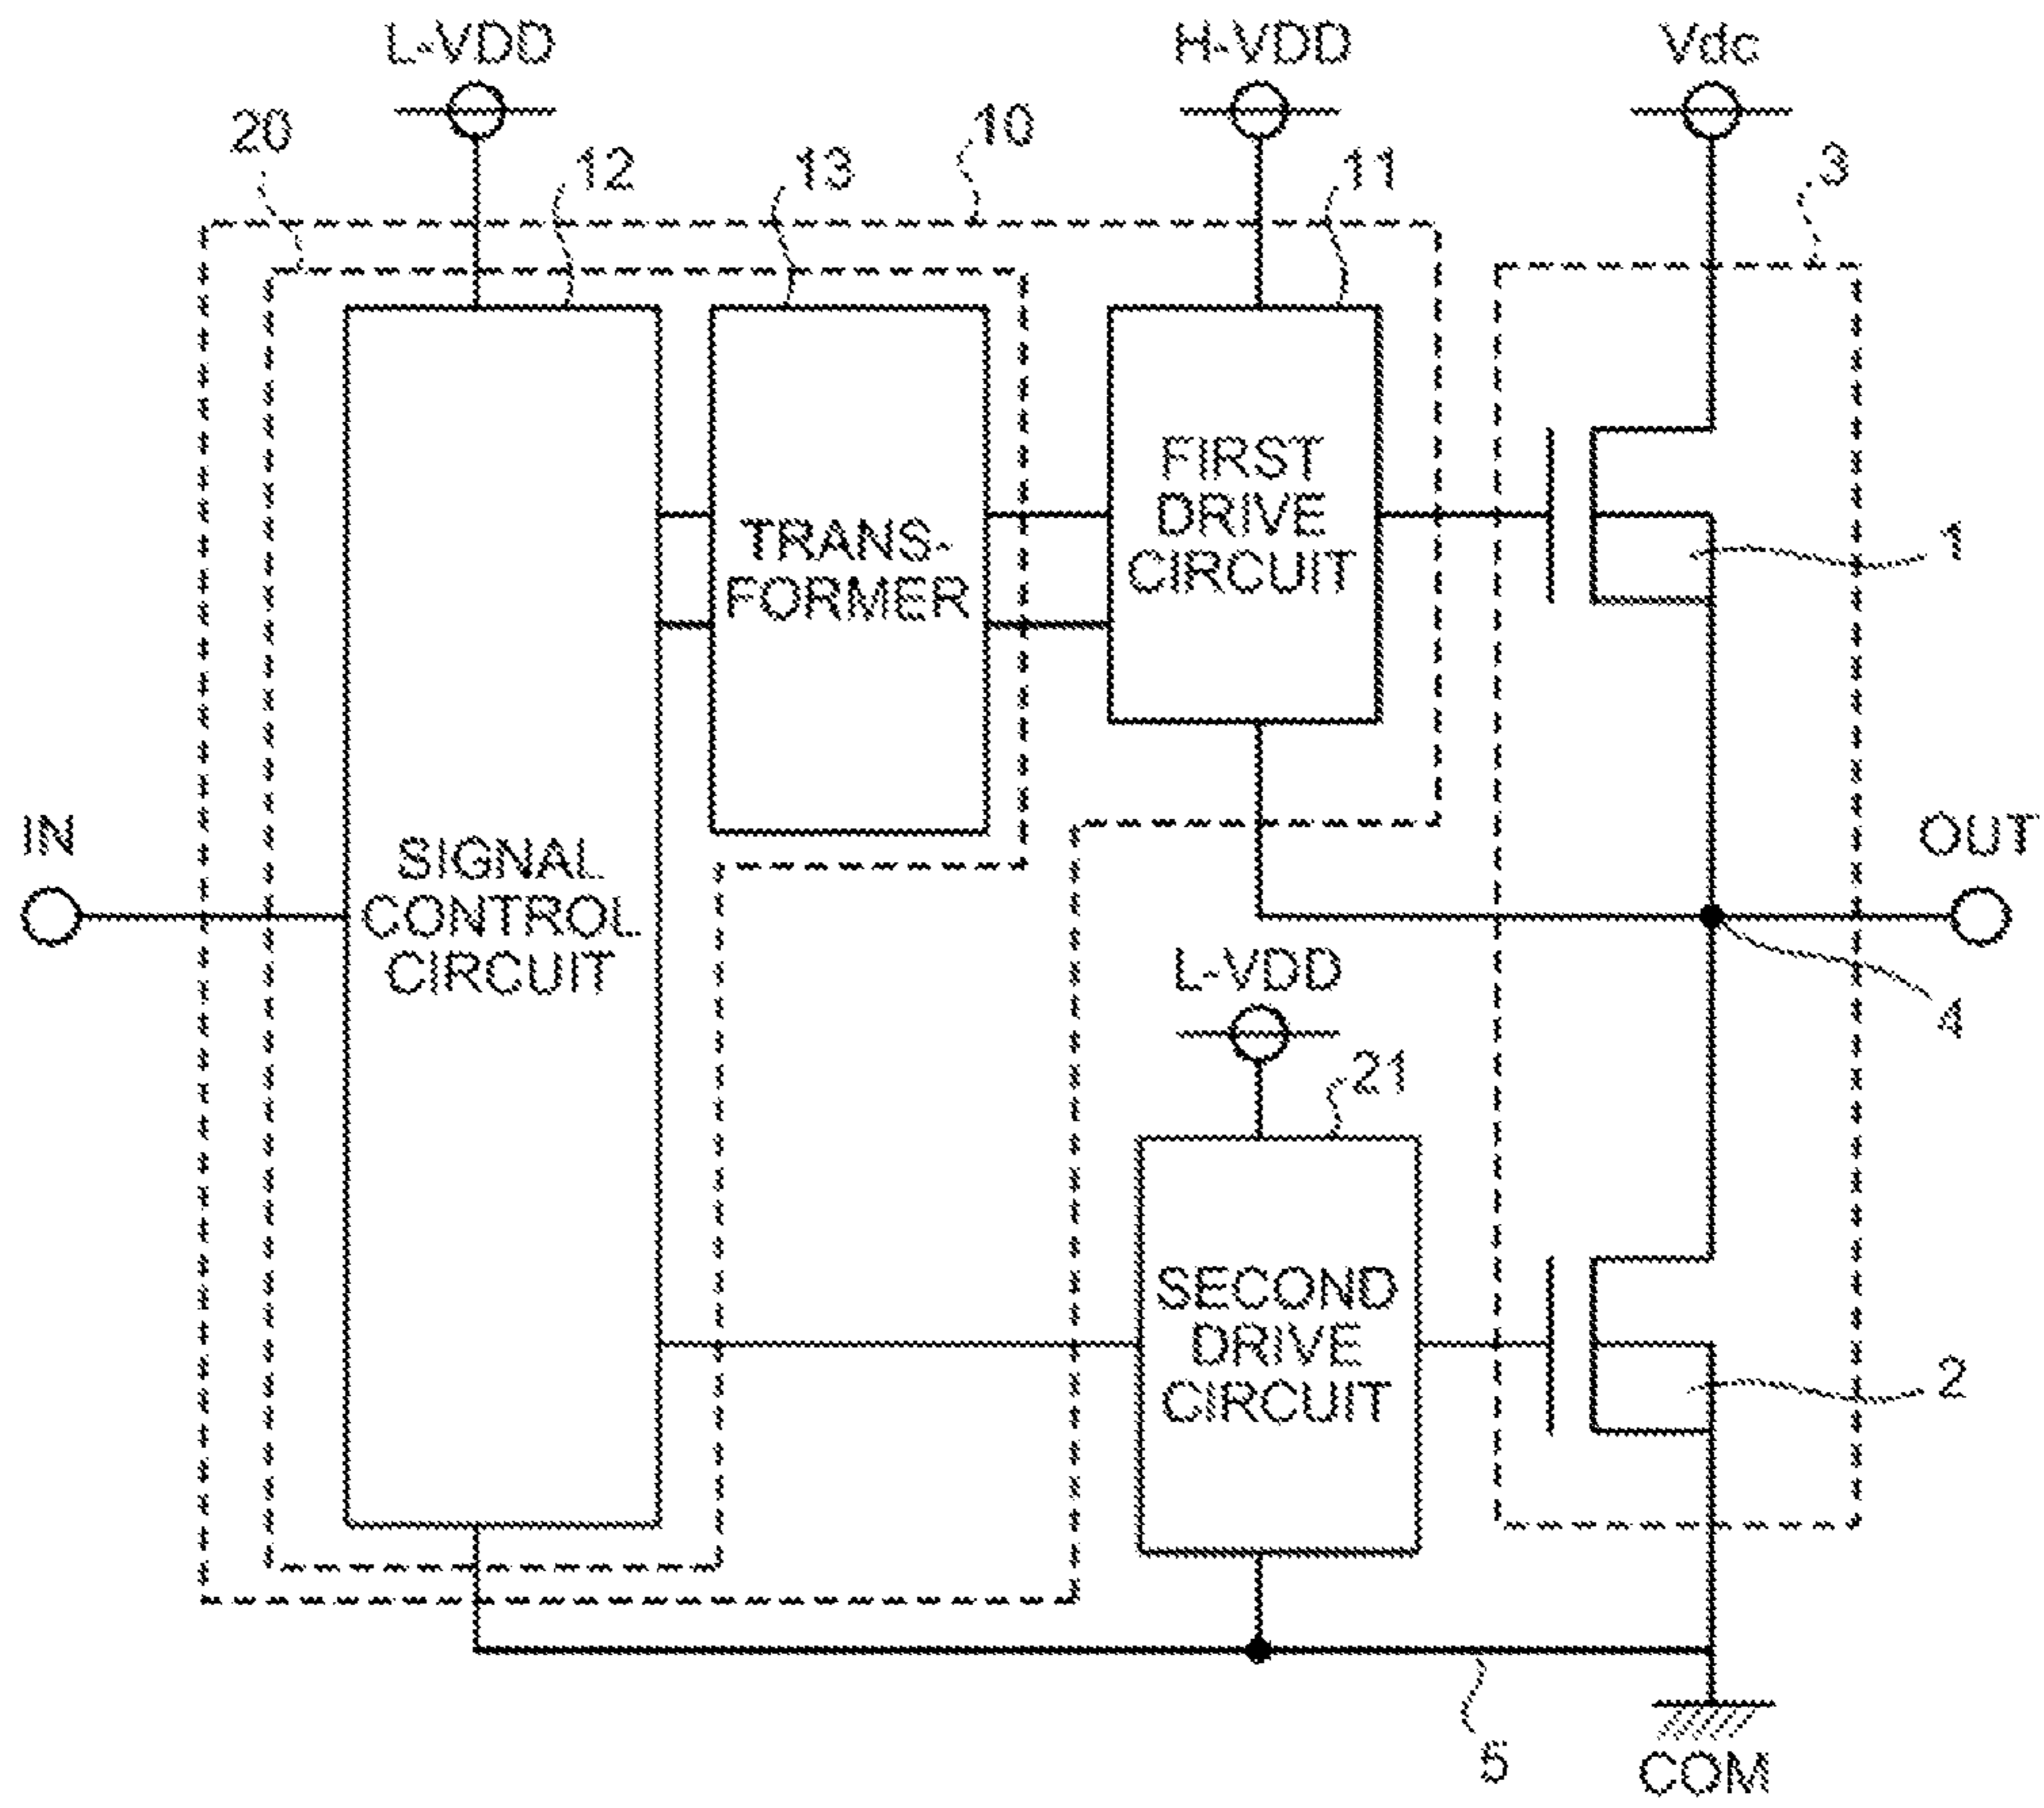 L-VDD
H-VDD
Vdc
20
12
13
10
11
3
FIRST
DRIVE
CIRCUIT
TRANS-
FORMER
1
IN
SIGNAL
CONTROL
CIRCUIT
OUT
L-VDD
4
21
SECOND
DRIVE
CIRCUIT
2
5
COM